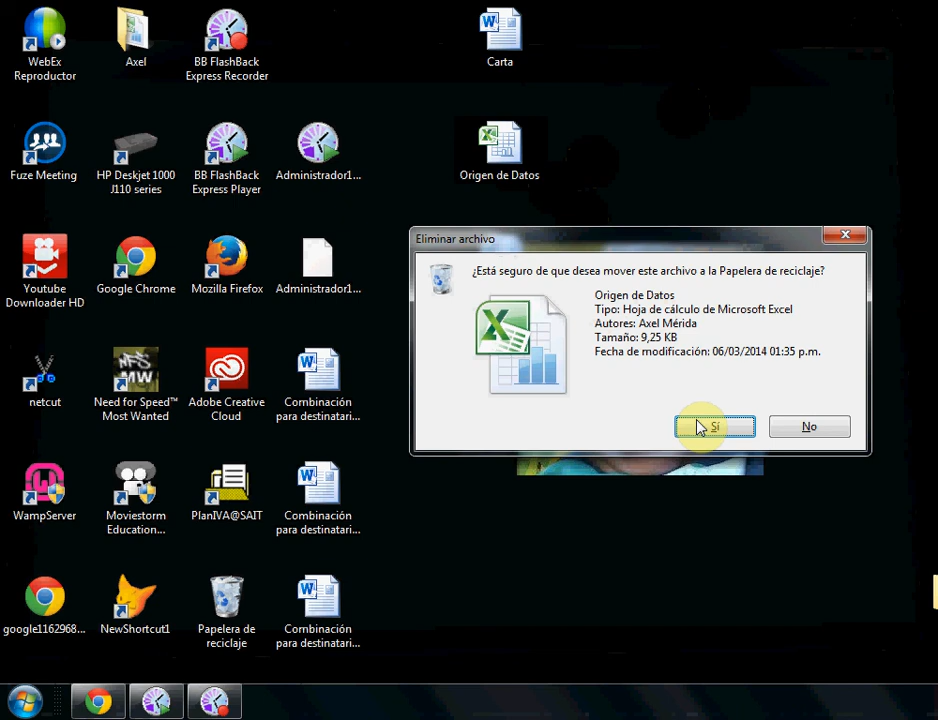 WebEx
Reproductor
Axel
BB FlashBack
Express Recorder
Carta
Fuze Meeting
HP Deskjet 1000
J110 series
BB FlashBack
Express Player
Administrador1...
Origen de Datos
Youtube
Downloader HD
Google Chrome
Mozilla Firefox
Administrador1...
netcut
Need for Speed™
Most Wanted
Adobe Creative
Cloud
Combinación
para destinatari...
WampServer
Moviestorm
Education...
PlanIVA@SAIT
Combinación
para destinatari...
google1162968...
NewShortcut1
Papelera de
reciclaje
Combinación
para destinatari...
Eliminar archivo
¿Está seguro de que desea mover este archivo a la Papelera de reciclaje?
Origen de Datos
Tipo: Hoja de cálculo de Microsoft Excel
Autores: Axel Mérida
Tamaño: 9,25 KB
Fecha de modificación: 06/03/2014 01:35 p.m.
Sí
No